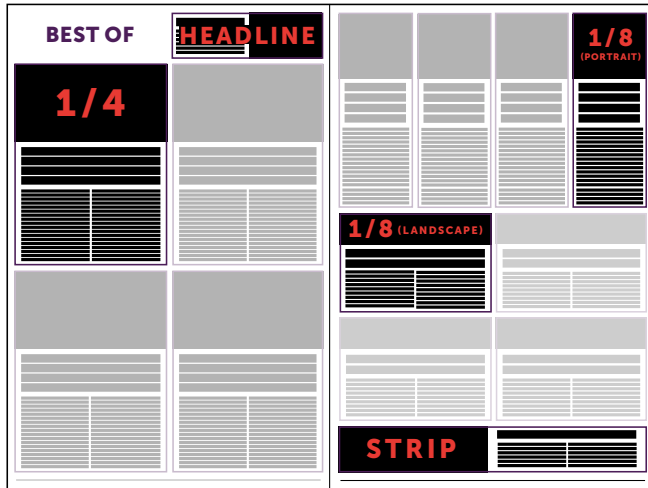 BEST OF
HEADLINE
1/4
1/8
(PORTRAIT)
1/8 (LANDSCAPE)
STRIP